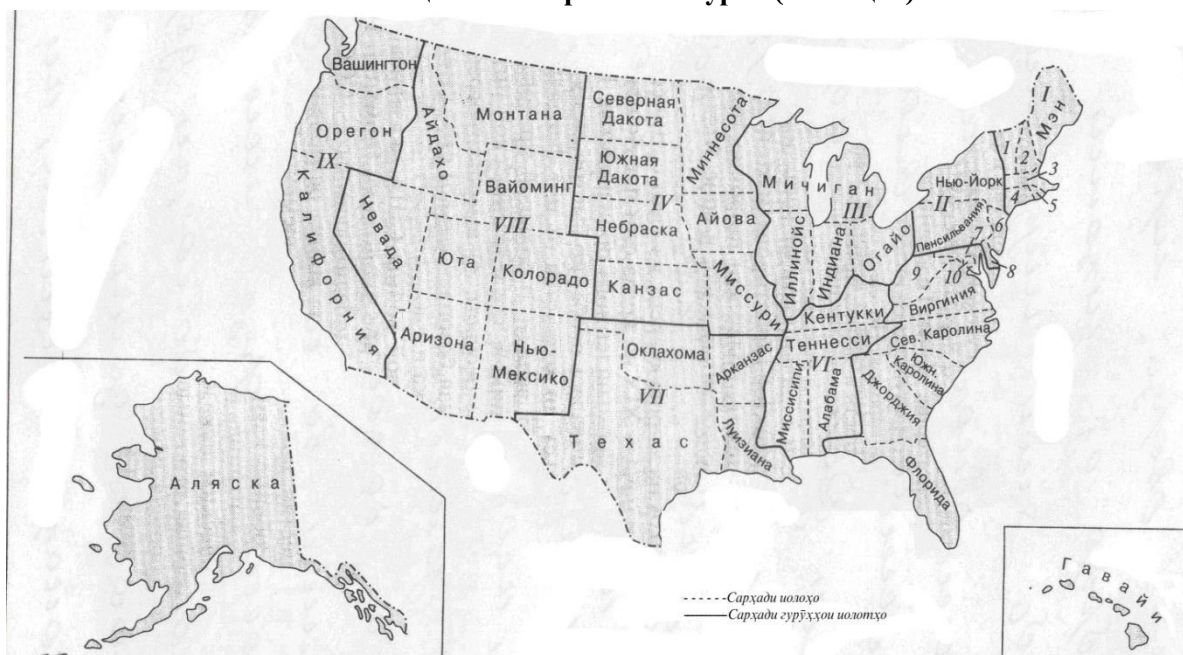 Вашингтон
Орегон
IX
Калифорния
Невада
Айдахо
Монтана
Вайоминг
VIII
Юта
Колорадо
Аризона
Нью-
Мексико
Северная
Дакота
Южная
Дакота
IV
Небраска
Канзас
Оклахома
VII
Техас
Миннесота
Айова
Миссури
Арканзас
Луизиана
Мичиган
III
Иллинойс
Индиана
Огайо
Кентукки
Теннесси
VI
Миссисипи
Алабама
Джорджия
Флорида
Южн.
Каролина
Сев. Каролина
Виргиния
9
10
Пенсильвания
II
Нью-Йорк
I
Мэн
1
2
3
4
5
6
7
8
Аляска
Гавайи
Сарҳади иолоҳо
Сарҳади гурӯҳҳои иолотҳо